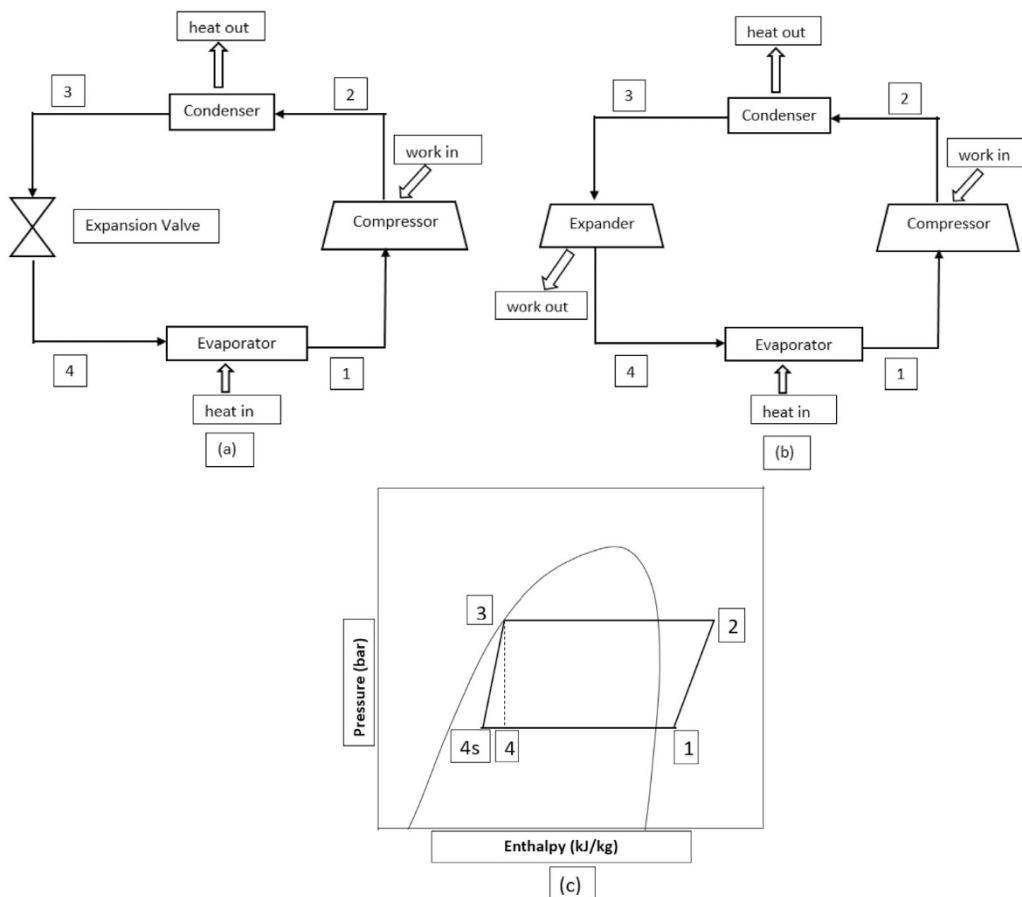 heat out
3
2
Condenser
work in
Expansion Valve
Compressor
Evaporator
4
1
heat in
(a)
heat out
3
2
Condenser
work in
Expander
Compressor
work out
Evaporator
4
1
heat in
(b)
Pressure (bar)
3
2
4s
4
1
Enthalpy (kJ/kg)
(c)